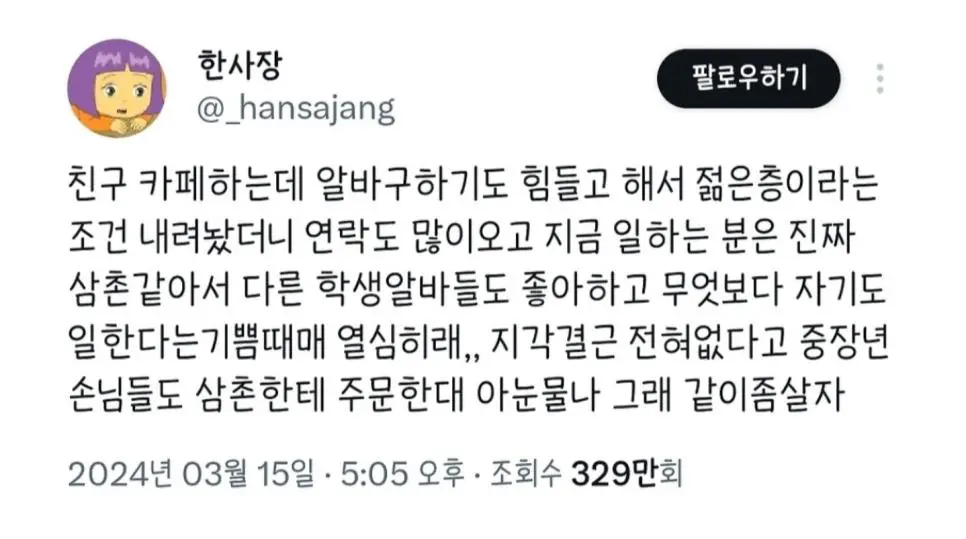 한사장
@_hansajang
팔로우하기
친구 카페하는데 알바구하기도 힘들고 해서 젊은층이라는
조건 내려놨더니 연락도 많이오고 지금 일하는 분은 진짜
삼촌같아서 다른 학생알바들도 좋아하고 무엇보다 자기도
일한다는기쁨때매 열심히래,, 지각결근 전혀없다고 중장년
손님들도 삼촌한테 주문한대 아눈물나 그래 같이좀살자
2024년 03월 15일 · 5:05 오후 · 조회수 329만회